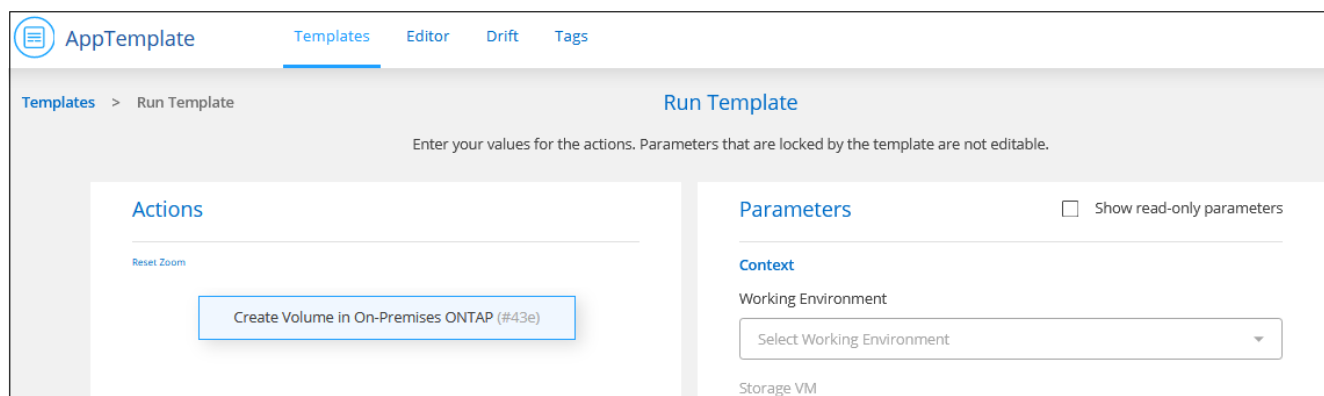 AppTemplate
Templates Editor Drift Tags
Templates > Run Template
Run Template
Enter your values for the actions. Parameters that are locked by the template are not editable.
Actions
Reset Zoom
Create Volume in On-Premises ONTAP (#43e)
Parameters
Show read-only parameters
Context
Working Environment
Select Working Environment
Storage VM